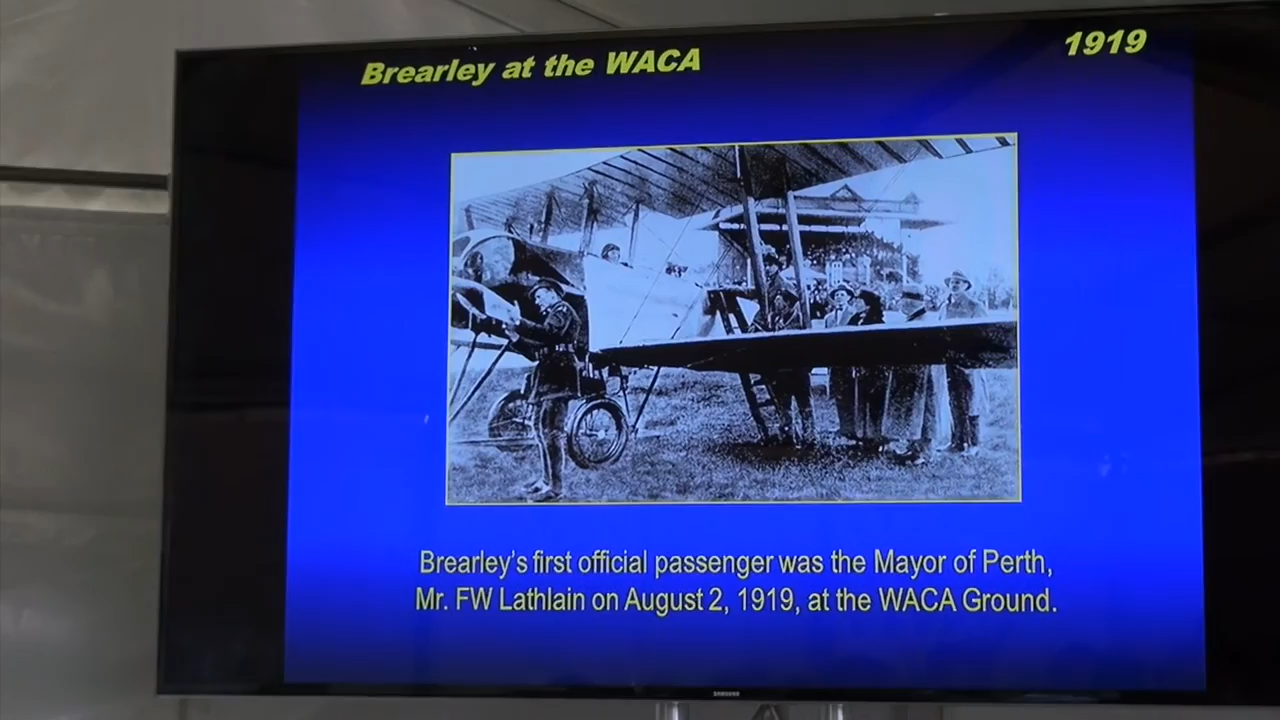 Brearley at the WACA
1919
Brearley's first official passenger was the Mayor of Perth,
Mr. FW Lathlain on August 2, 1919, at the WACA Ground.
SAMSUNG